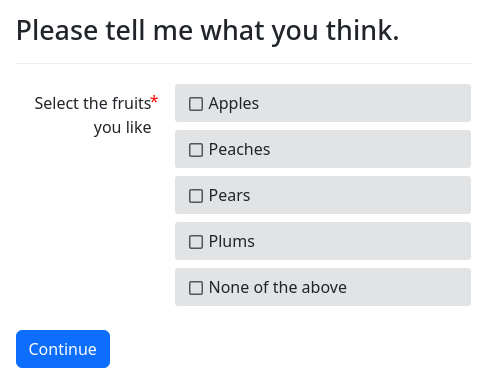 Please tell me what you think.
Select the fruits*
you like
Apples
Peaches
Pears
Plums
None of the above
Continue